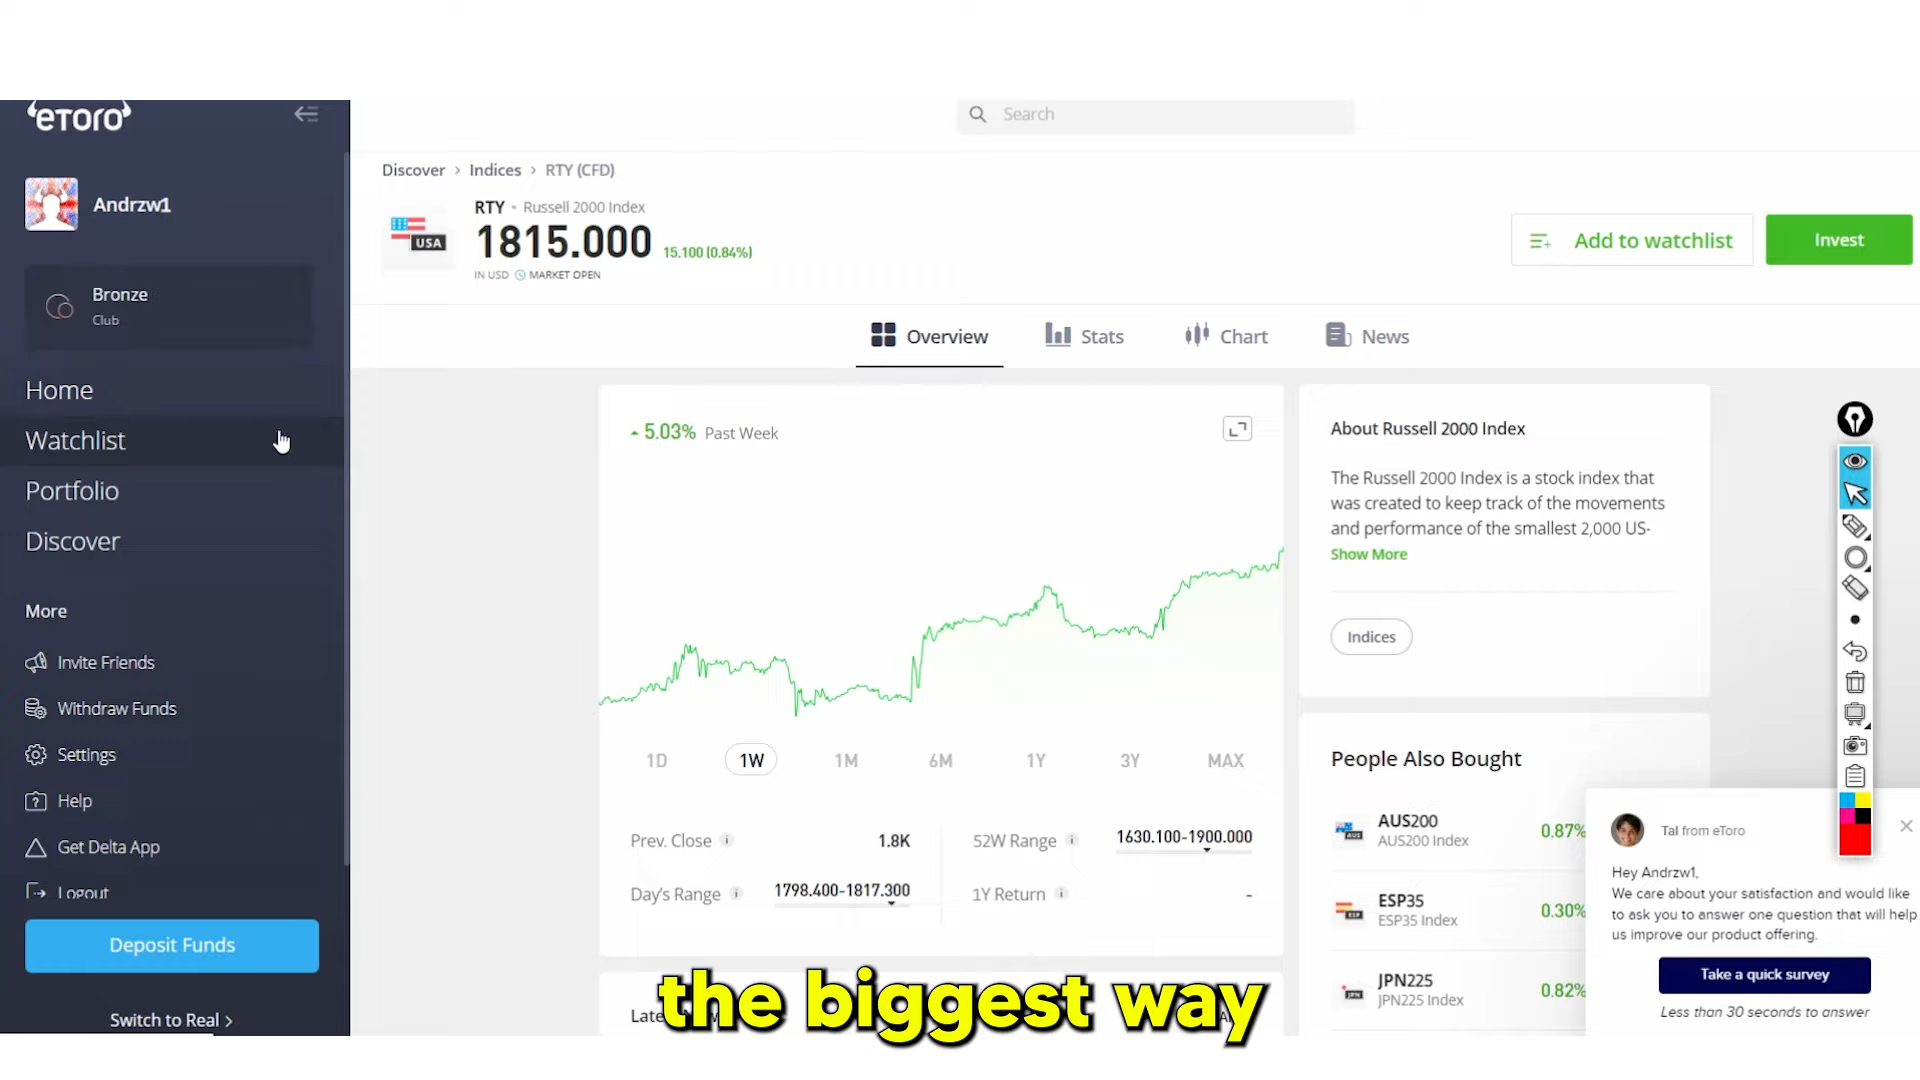 eTORO
Search
Andrzw1
Bronze
Club
Home
Watchlist
Portfolio
Discover
More
Invite Friends
Withdraw Funds
Settings
Help
Get Delta App
Logout
Deposit Funds
Switch to Real >
Discover > Indices > RTY (CFD)
RTY • Russell 2000 Index
USA
1815.000 15.100 (0.84%)
IN USD MARKET OPEN
Add to watchlist
Invest
Overview Stats Chart News
5.03% Past Week
1D 1W 1M 6M 1Y 3Y MAX
Prev. Close 1.8K
52W Range 1630.100-1900.000
Day's Range 1798.400-1817.300
1Y Return -
About Russell 2000 Index
The Russell 2000 Index is a stock index that
was created to keep track of the movements
and performance of the smallest 2,000 US-
Show More
Indices
People Also Bought
AUS200 0.87%
AUS200 Index
ESP35 0.30%
ESP35 Index
JPN225 0.82%
JPN225 Index
Tal from eToro
Hey Andrzw1,
We care about your satisfaction and would like
to ask you to answer one question that will help
us improve our product offering.
Take a quick survey
Less than 30 seconds to answer
the biggest way